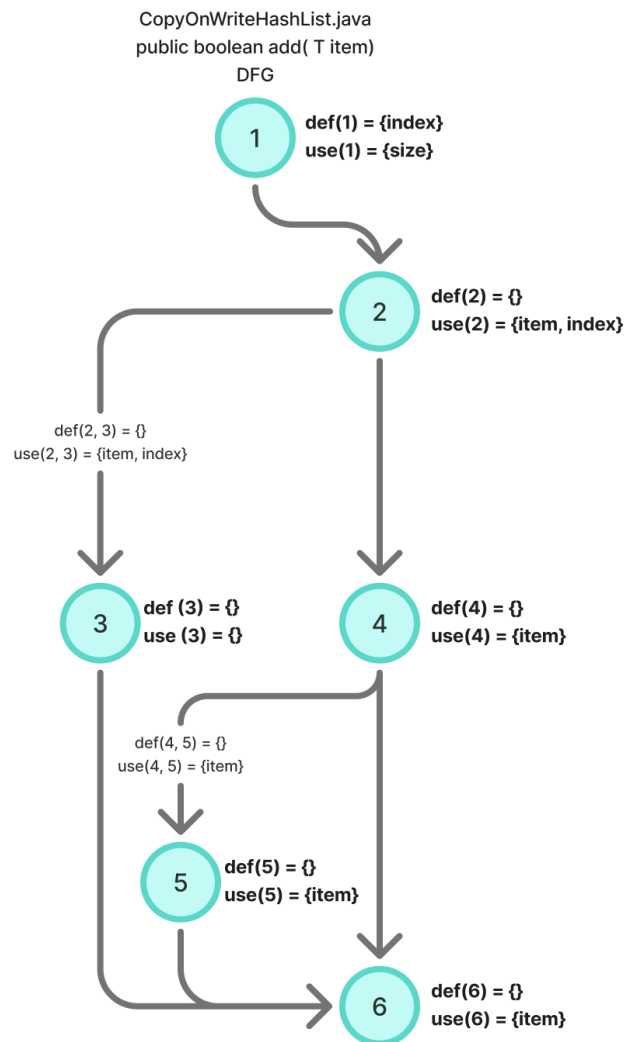 CopyOnWriteHashList.java
public boolean add( T item)
DFG
1
def(1) = {index}
use(1) = {size}
2
def(2) = {}
use(2) = {item, index}
def(2, 3) = {}
use(2, 3) = {item, index}
3
def (3) = {}
use (3) = {}
4
def(4) = {}
use(4) = {item}
def(4, 5) = {}
use(4, 5) = {item}
5
def(5) = {}
use(5) = {item}
6
def(6) = {}
use(6) = {item}